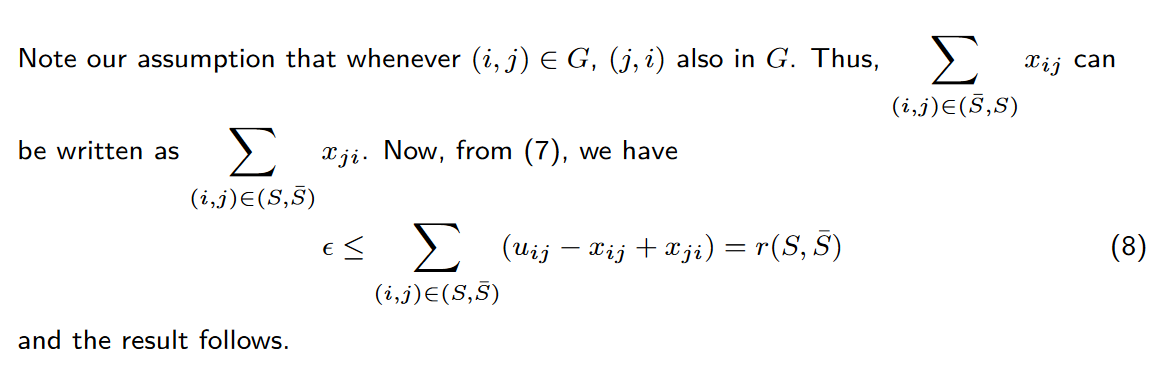 Note our assumption that whenever (i, j) ∈ G, (j, i) also in G. Thus, ∑_{(i,j)∈(S̄,S)} x_{ij} can
be written as ∑_{(i,j)∈(S,S̄)} x_{ji}. Now, from (7), we have
ϵ ≤ ∑_{(i,j)∈(S,S̄)} (u_{ij} − x_{ij} + x_{ji}) = r(S, S̄) (8)
and the result follows.